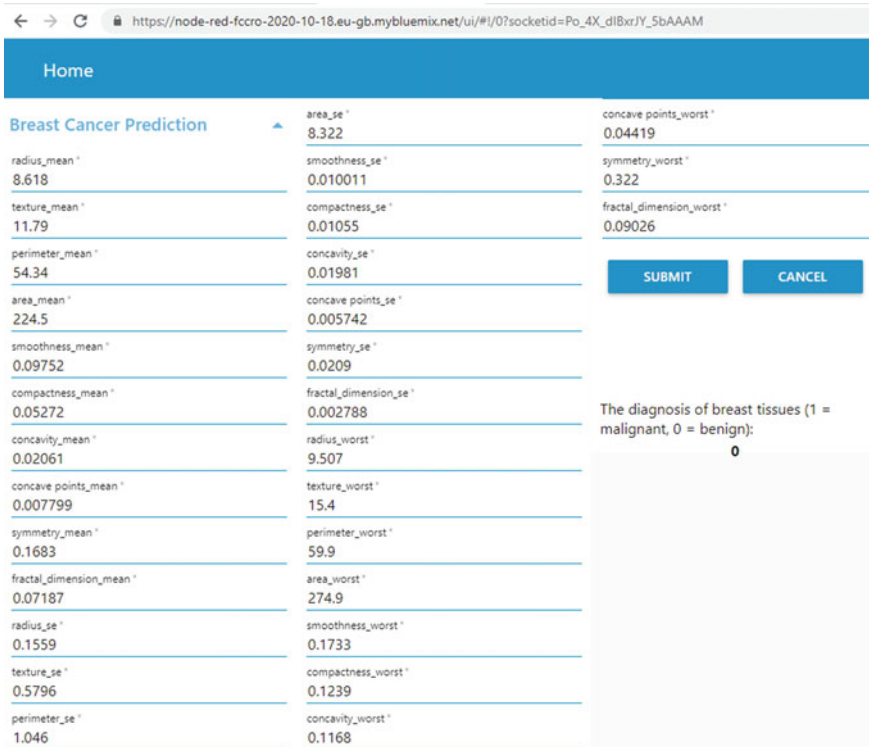 https://node-red-fccro-2020-10-18.eu-gb.mybluemix.net/ui/#!/0?socketid=Po_4X_dIBxrJY_5bAAAM
Home
Breast Cancer Prediction
radius_mean *
8.618
texture_mean *
11.79
perimeter_mean *
54.34
area_mean *
224.5
smoothness_mean *
0.09752
compactness_mean *
0.05272
concavity_mean *
0.02061
concave points_mean *
0.007799
symmetry_mean *
0.1683
fractal_dimension_mean *
0.07187
radius_se *
0.1559
texture_se *
0.5796
perimeter_se *
1.046
area_se *
8.322
smoothness_se *
0.010011
compactness_se *
0.01055
concavity_se *
0.01981
concave points_se *
0.005742
symmetry_se *
0.0209
fractal_dimension_se *
0.002788
radius_worst *
9.507
texture_worst *
15.4
perimeter_worst *
59.9
area_worst *
274.9
smoothness_worst *
0.1733
compactness_worst *
0.1239
concavity_worst *
0.1168
concave points_worst *
0.04419
symmetry_worst *
0.322
fractal_dimension_worst *
0.09026
SUBMIT
CANCEL
The diagnosis of breast tissues (1 =
malignant, 0 = benign):
0